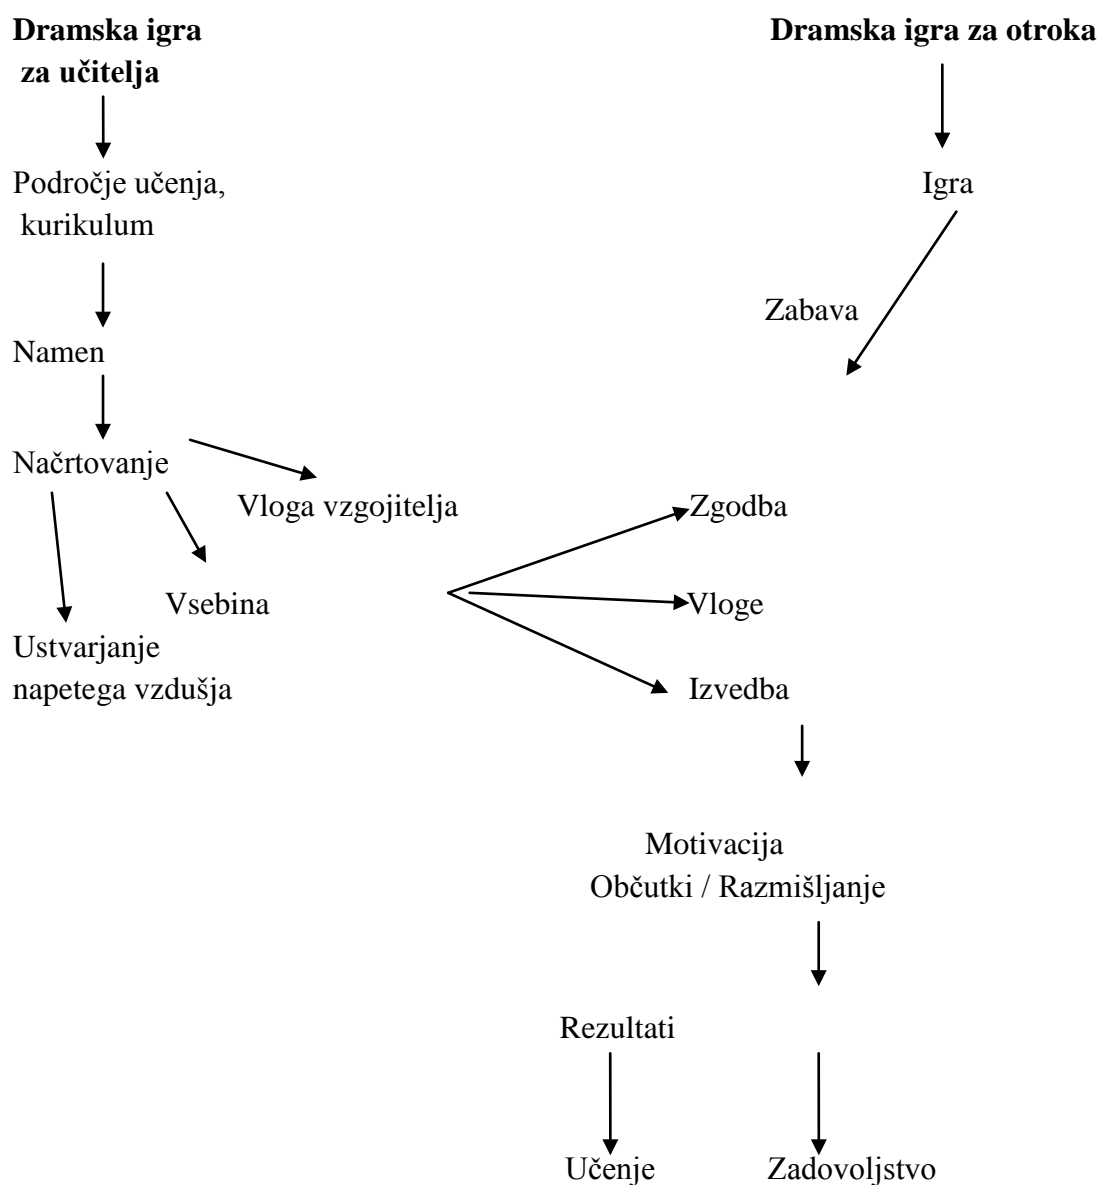 Dramska igra
za učitelja
Dramska igra za otroka
Področje učenja,
kurikulum
Igra
Zabava
Namen
Načrtovanje
Vloga vzgojitelja
Zgodba
Vsebina
Vloge
Ustvarjanje
napetega vzdušja
Izvedba
Motivacija
Občutki / Razmišljanje
Rezultati
Učenje
Zadovoljstvo